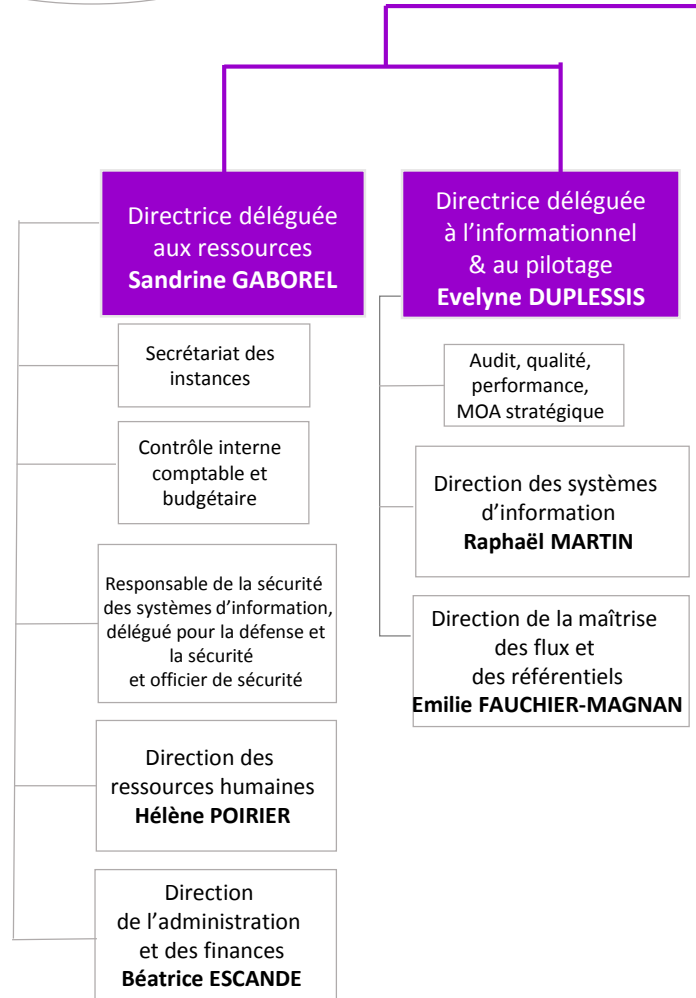 Directrice déléguée
aux ressources
Sandrine GABOREL
Secrétariat des
instances
Contrôle interne
comptable et
budgétaire
Responsable de la sécurité
des systèmes d’information,
délégué pour la défense et
la sécurité
et officier de sécurité
Direction des
ressources humaines
Hélène POIRIER
Direction
de l’administration
et des finances
Béatrice ESCANDE
Directrice déléguée
à l’informationnel
& au pilotage
Evelyne DUPLESSIS
Audit, qualité,
performance,
MOA stratégique
Direction des systèmes
d’information
Raphaël MARTIN
Direction de la maîtrise
des flux et
des référentiels
Emilie FAUCHIER-MAGNAN